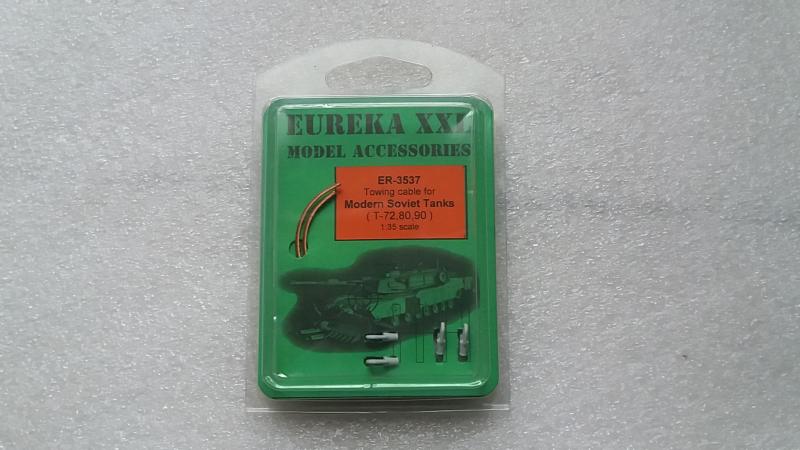 EUREKA XXL
MODEL ACCESSORIES
ER-3537
Towing cable for
Modern Soviet Tanks
( T-72,80,90 )
1:35 scale